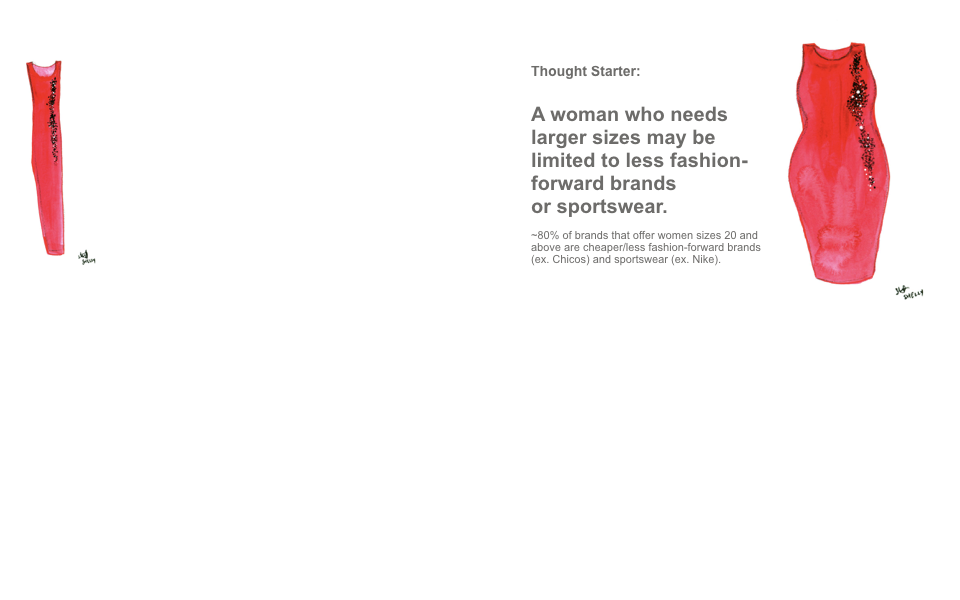 Thought Starter:
A woman who needs
larger sizes may be
limited to less fashion-
forward brands
or sportswear.
~80% of brands that offer women sizes 20 and
above are cheaper/less fashion-forward brands
(ex. Chicos) and sportswear (ex. Nike).